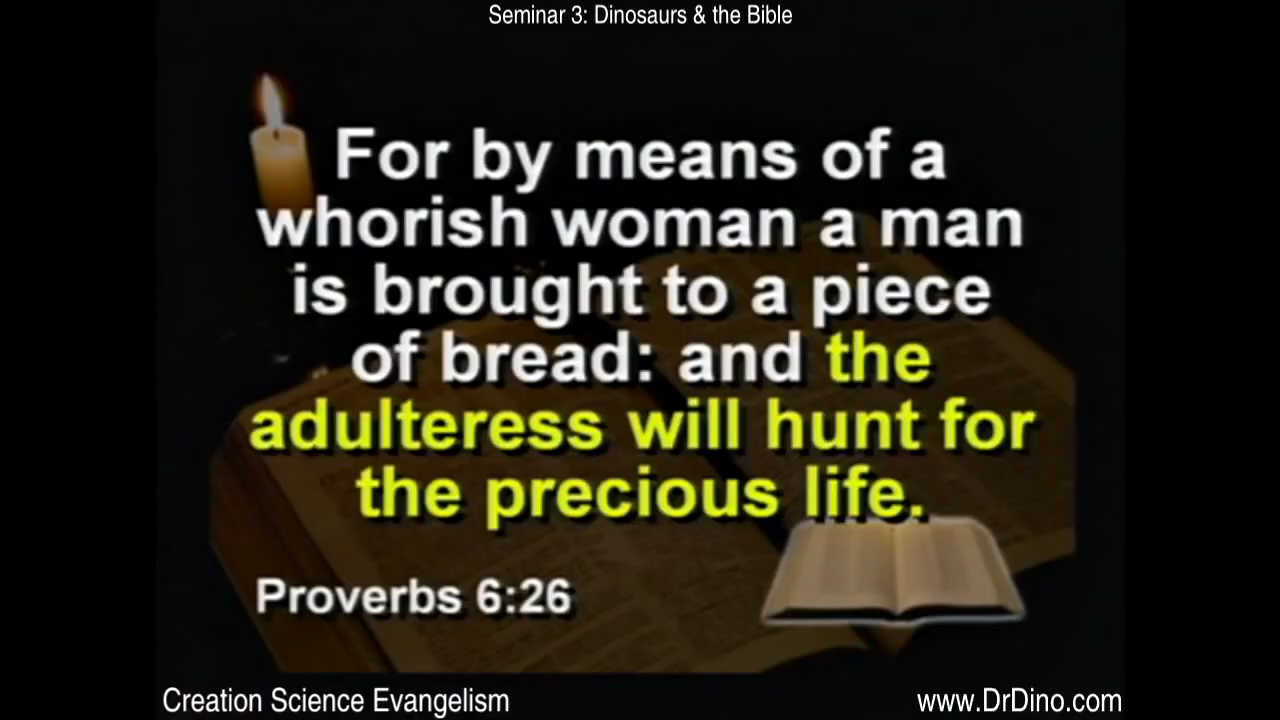 Seminar 3: Dinosaurs & the Bible
For by means of a
whorish woman a man
is brought to a piece
of bread: and the
adulteress will hunt for
the precious life.
Proverbs 6:26
Creation Science Evangelism
www.DrDino.com